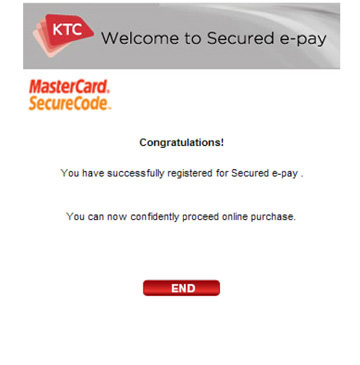 KTC
Welcome to Secured e-pay
MasterCard.
SecureCode.
Congratulations!
You have successfully registered for Secured e-pay .
You can now confidently proceed online purchase.
END